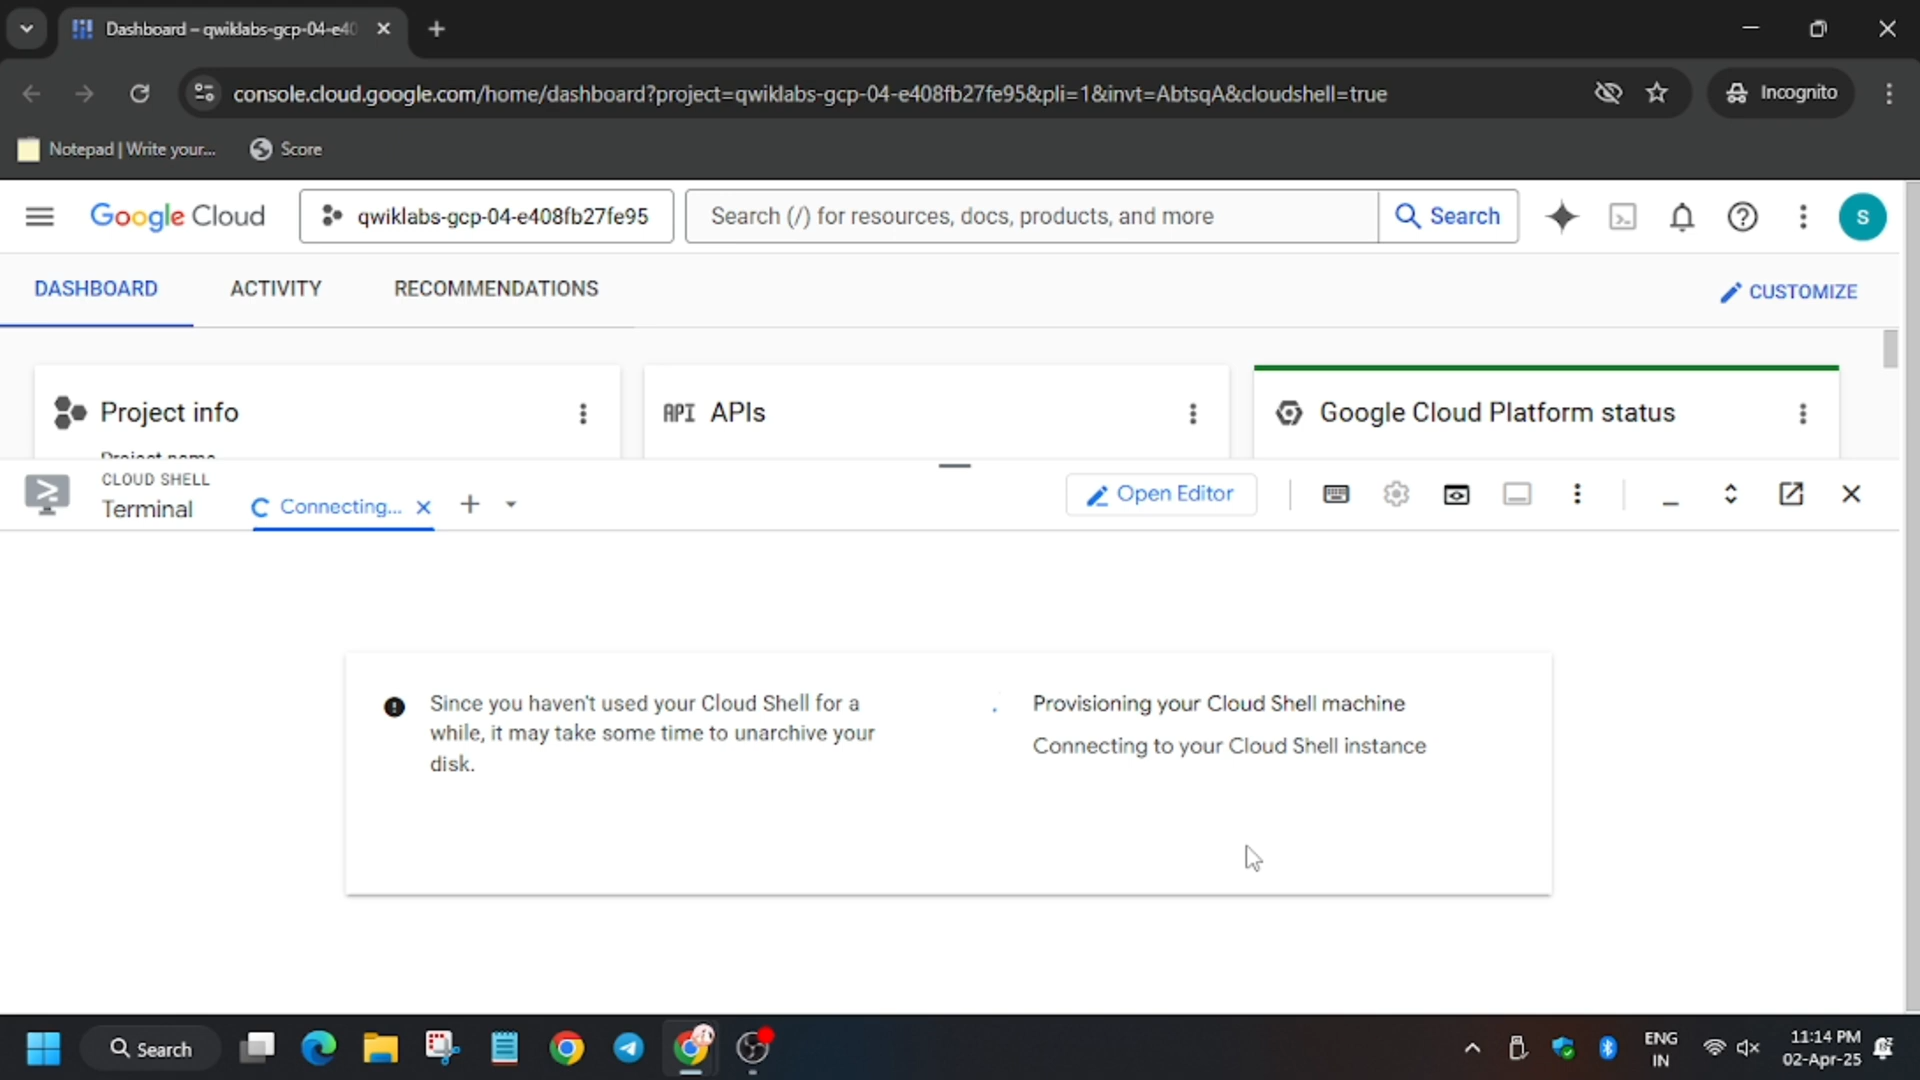 Dashboard – qwiklabs-gcp-04-e40
console.cloud.google.com/home/dashboard?project=qwiklabs-gcp-04-e408fb27fe95&pli=1&invt=AbtsqA&cloudshell=true
Incognito
Notepad | Write your...
Score
Google Cloud
qwiklabs-gcp-04-e408fb27fe95
Search (/) for resources, docs, products, and more
Search
S
DASHBOARD
ACTIVITY
RECOMMENDATIONS
CUSTOMIZE
Project info
API APIs
Google Cloud Platform status
Project name
CLOUD SHELL
Terminal
Connecting...
Open Editor
Since you haven't used your Cloud Shell for a
while, it may take some time to unarchive your
disk.
Provisioning your Cloud Shell machine
Connecting to your Cloud Shell instance
Search
ENG
IN
11:14 PM
02-Apr-25